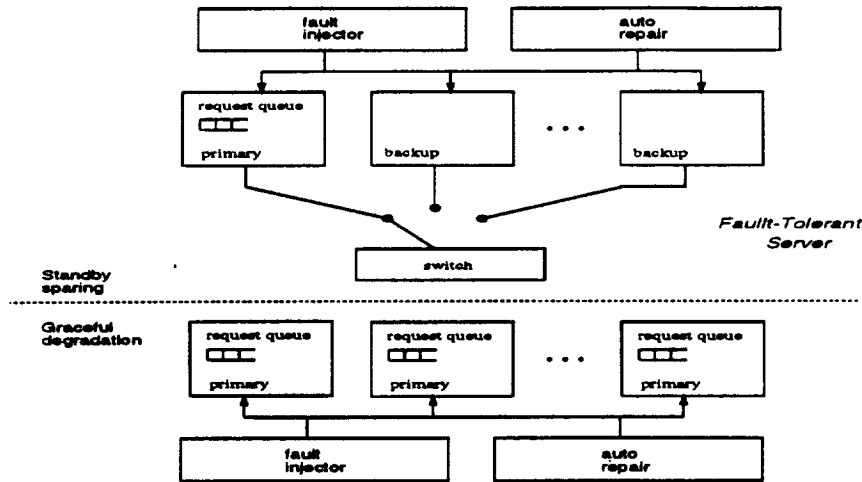 fault
injector
auto
repair
request queue
primary
backup
backup
Fault-Tolerant
Server
switch
Standby
sparing
Graceful
degradation
request queue
primary
request queue
primary
request queue
primary
fault
injector
auto
repair